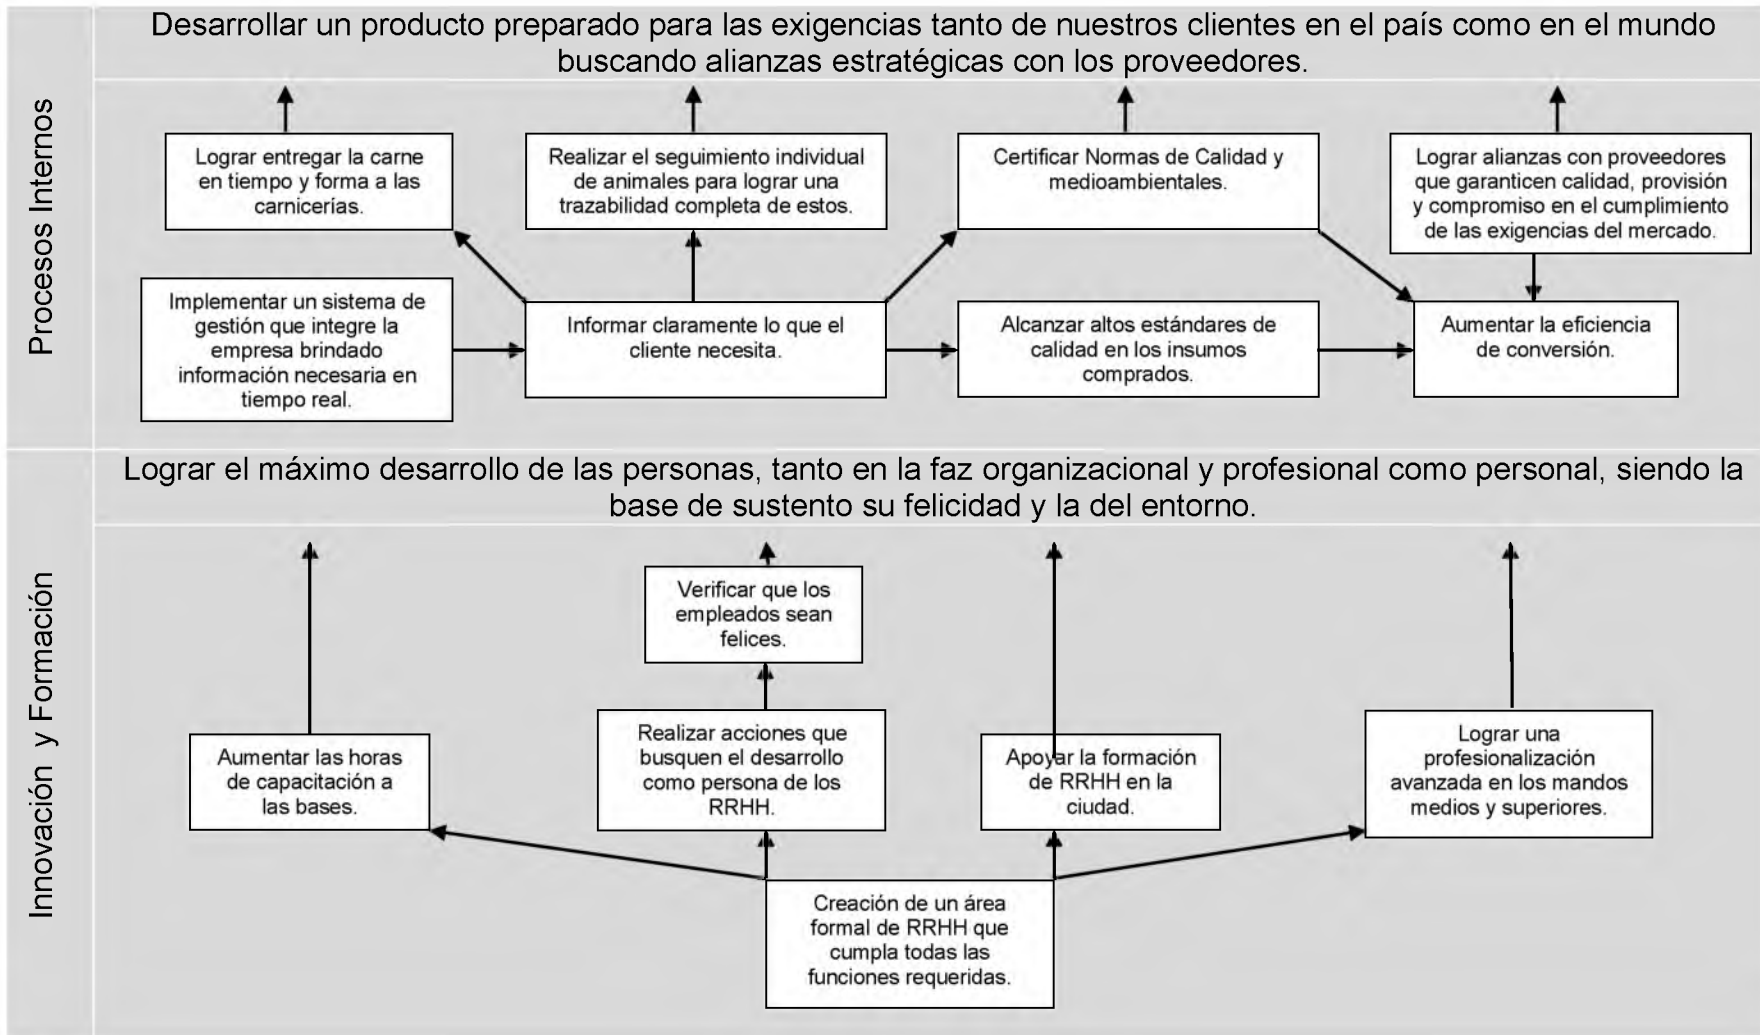 Desarrollar un producto preparado para las exigencias tanto de nuestros clientes en el país como en el mundo
buscando alianzas estratégicas con los proveedores.
Procesos Internos
Lograr entregar la carne
en tiempo y forma a las
carnicerías.
Realizar el seguimiento individual
de animales para lograr una
trazabilidad completa de estos.
Certificar Normas de Calidad y
medioambientales.
Lograr alianzas con proveedores
que garanticen calidad, provisión
y compromiso en el cumplimiento
de las exigencias del mercado.
Implementar un sistema de
gestión que integre la
empresa brindado
información necesaria en
tiempo real.
Informar claramente lo que el
cliente necesita.
Alcanzar altos estándares de
calidad en los insumos
comprados.
Aumentar la eficiencia
de conversión.
Lograr el máximo desarrollo de las personas, tanto en la faz organizacional y profesional como personal, siendo la
base de sustento su felicidad y la del entorno.
Innovación y Formación
Verificar que los
empleados sean
felices.
Aumentar las horas
de capacitación a
las bases.
Realizar acciones que
busquen el desarrollo
como persona de los
RRHH.
Apoyar la formación
de RRHH en la
ciudad.
Lograr una
profesionalización
avanzada en los mandos
medios y superiores.
Creación de un área
formal de RRHH que
cumpla todas las
funciones requeridas.